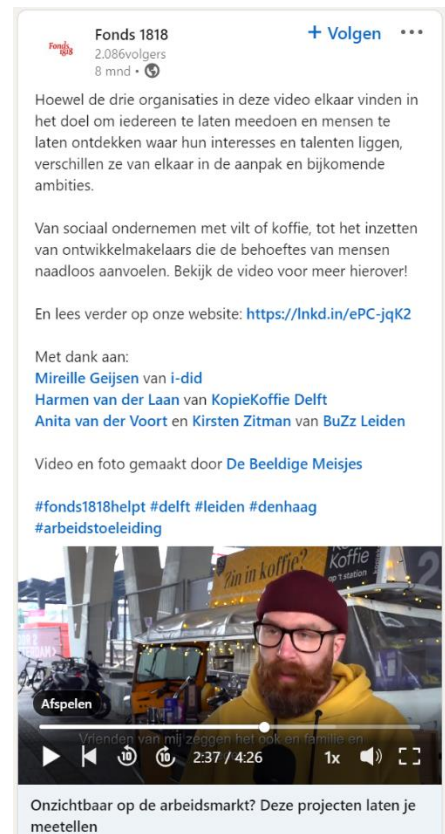 Fonds 1818
+ Volgen
Fonds 1818
2.086volgers
8 mnd •
Hoewel de drie organisaties in deze video elkaar vinden in
het doel om iedereen te laten meedoen en mensen te
laten ontdekken waar hun interesses en talenten liggen,
verschillen ze van elkaar in de aanpak en bijkomende
ambities.
Van sociaal ondernemen met vilt of koffie, tot het inzetten
van ontwikkelmakelaars die de behoeftes van mensen
naadloos aanvoelen. Bekijk de video voor meer hierover!
En lees verder op onze website: https://lnkd.in/ePC-jqK2
Met dank aan:
Mireille Geijsen van i-did
Harmen van der Laan van KopieKoffie Delft
Anita van der Voort en Kirsten Zitman van BuZz Leiden
Video en foto gemaakt door De Beeldige Meisjes
#fonds1818helpt #delft #leiden #denhaag
#arbeidstoeleiding
Zin in koffie?
Koffie
op 't station
Afspelen
Vrienden van mij zeggen het ook en familie en
10
10
2:37 / 4:26
1x
Onzichtbaar op de arbeidsmarkt? Deze projecten laten je
meetellen